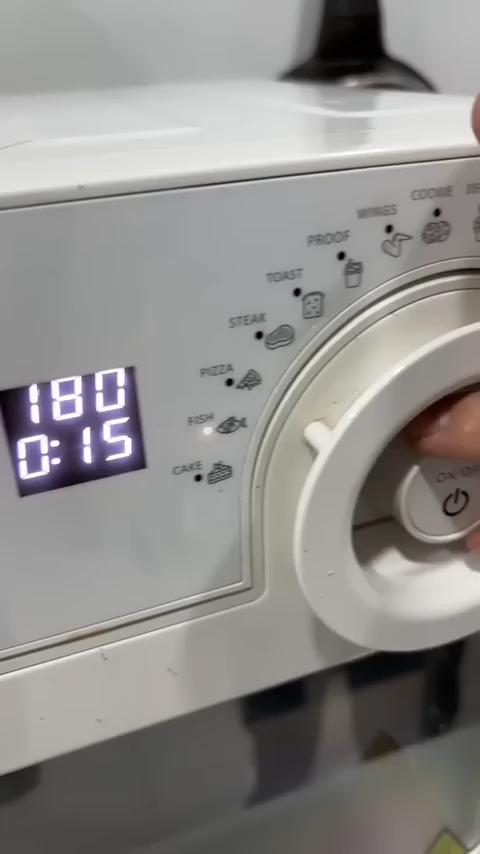 COOKIE
WINGS
PROOF
TOAST
STEAK
PIZZA
FISH
CAKE
180
0:15
ON/OFF